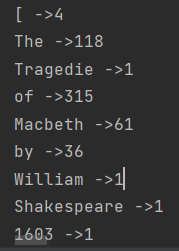 [ ->4
The ->118
Tragedie ->1
of ->315
Macbeth ->61
by ->36
William ->1
Shakespeare ->1
1603 ->1